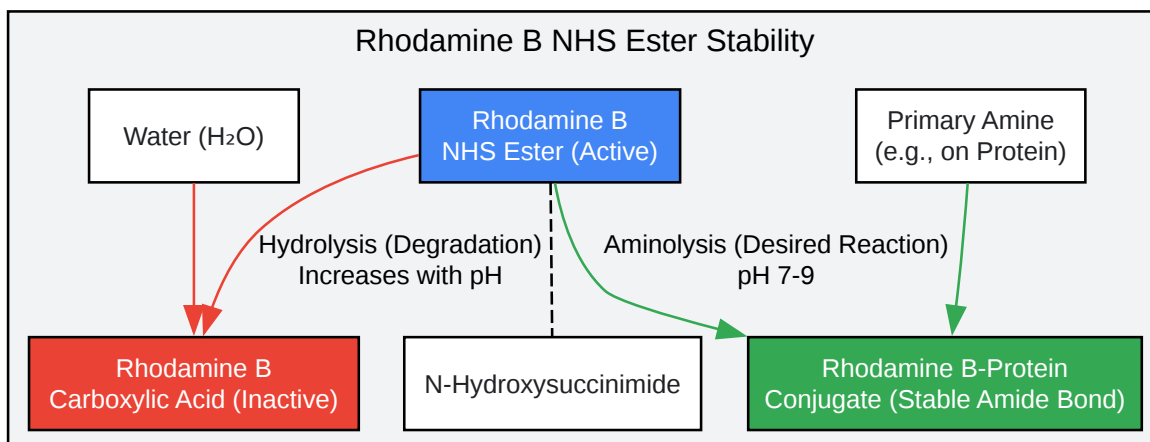 Rhodamine B NHS Ester Stability
Water (H₂O)
Rhodamine B
NHS Ester (Active)
Primary Amine
(e.g., on Protein)
Hydrolysis (Degradation)
Increases with pH
Aminolysis (Desired Reaction)
pH 7-9
Rhodamine B
Carboxylic Acid (Inactive)
N-Hydroxysuccinimide
Rhodamine B-Protein
Conjugate (Stable Amide Bond)